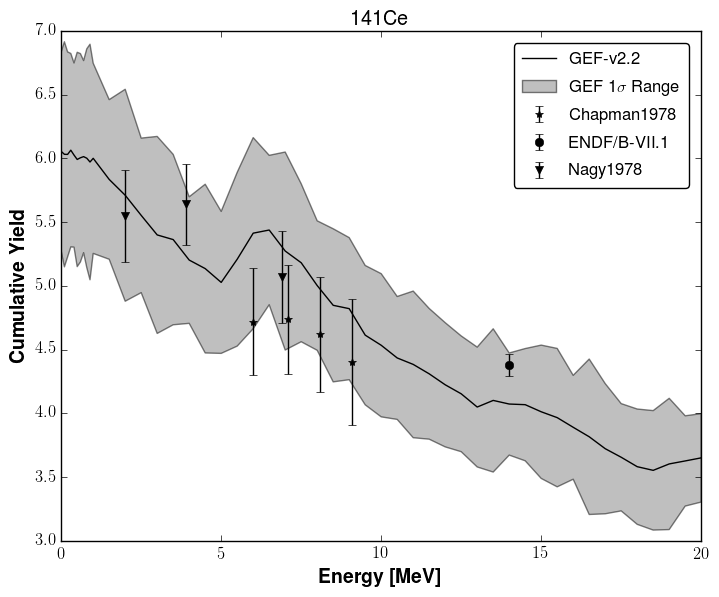 141Ce
7.0
6.5
6.0
5.5
5.0
4.5
4.0
3.5
3.0
Cumulative Yield
GEF-v2.2
GEF 1σ Range
Chapman1978
ENDF/B-VII.1
Nagy1978
0 5 10 15 20
Energy [MeV]